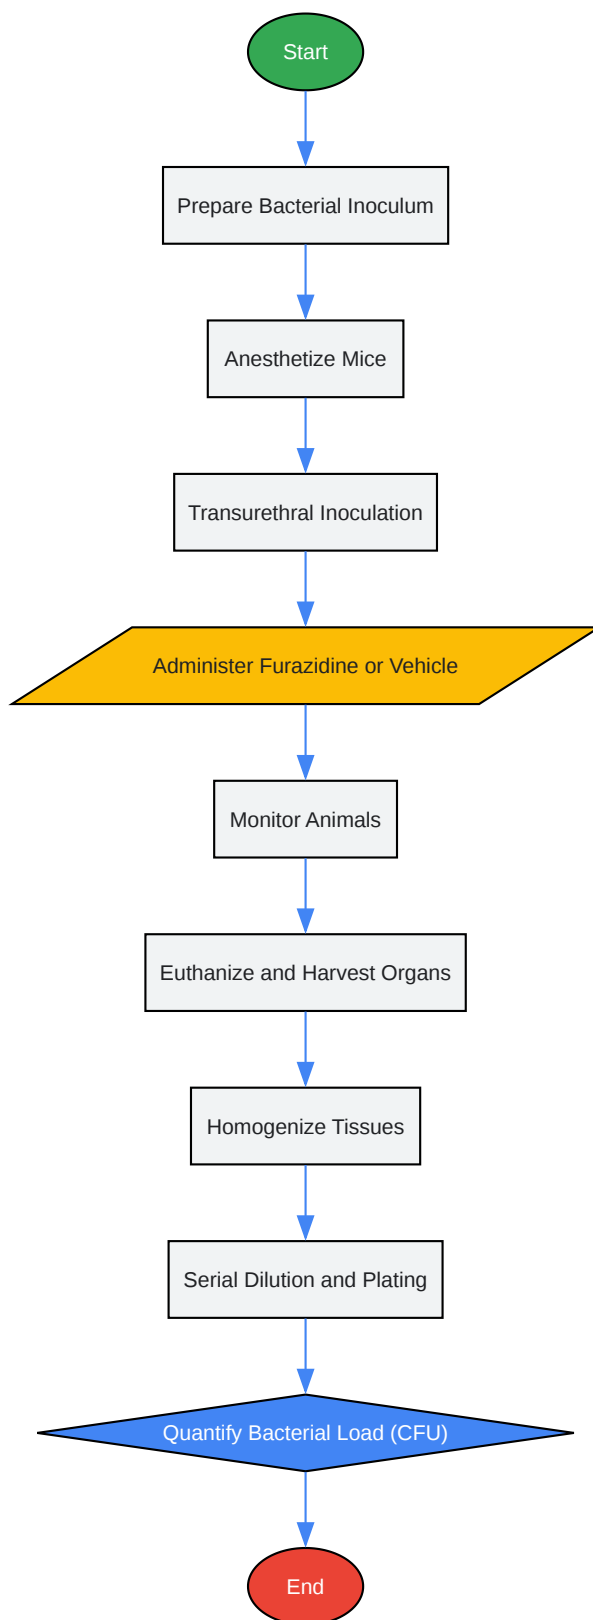 Start
Prepare Bacterial Inoculum
Anesthetize Mice
Transurethral Inoculation
Administer Furazidine or Vehicle
Monitor Animals
Euthanize and Harvest Organs
Homogenize Tissues
Serial Dilution and Plating
Quantify Bacterial Load (CFU)
End